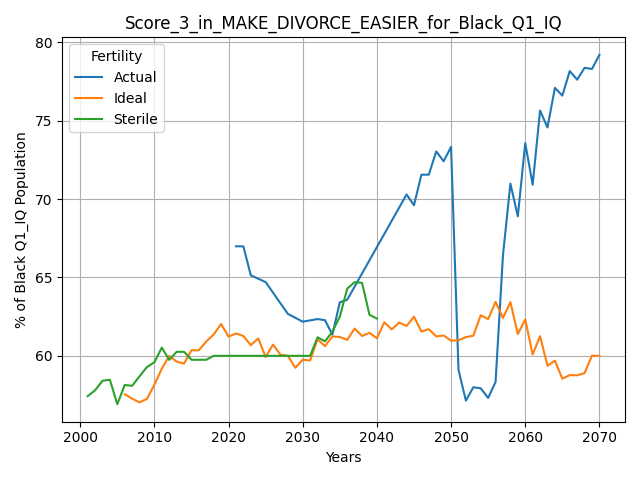 Score_3_in_MAKE_DIVORCE_EASIER_for_Black_Q1_IQ
Fertility
Actual
Ideal
Sterile
% of Black Q1_IQ Population
80
75
70
65
60
2000
2010
2020
2030
2040
2050
2060
2070
Years